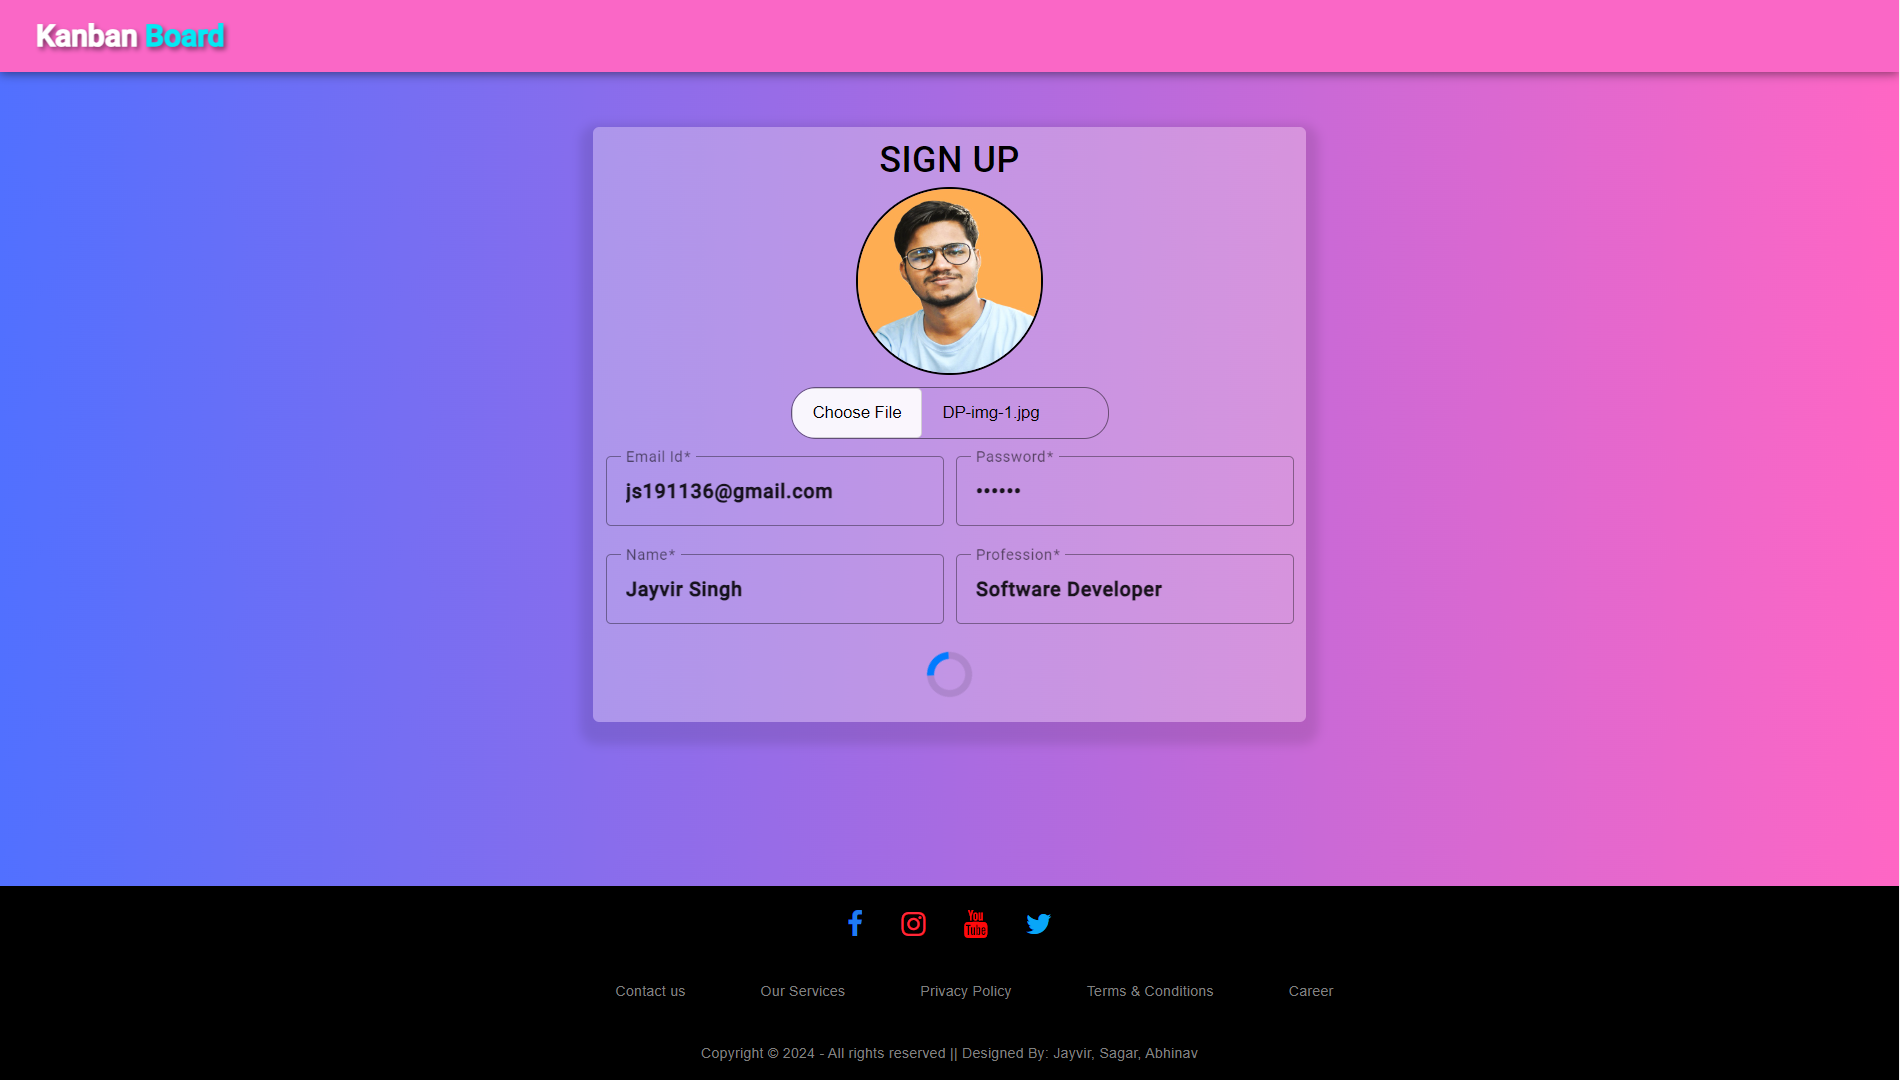 Kanban Board
SIGN UP
Choose File DP-img-1.jpg
Email Id* Password*
js191136@gmail.com ••••••
Name* Profession*
Jayvir Singh Software Developer
You
Tube
Contact us Our Services Privacy Policy Terms & Conditions Career
Copyright © 2024 - All rights reserved || Designed By: Jayvir, Sagar, Abhinav